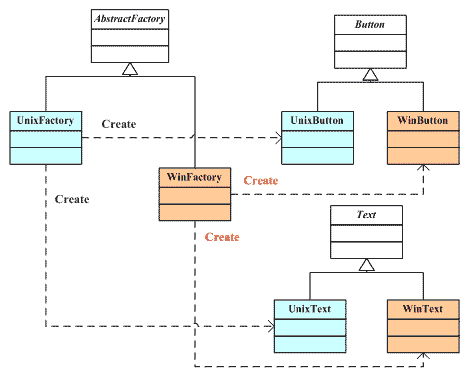 AbstractFactory
Button
UnixFactory
UnixButton
WinButton
Create
WinFactory
Create
Create
Text
Create
UnixText
WinText